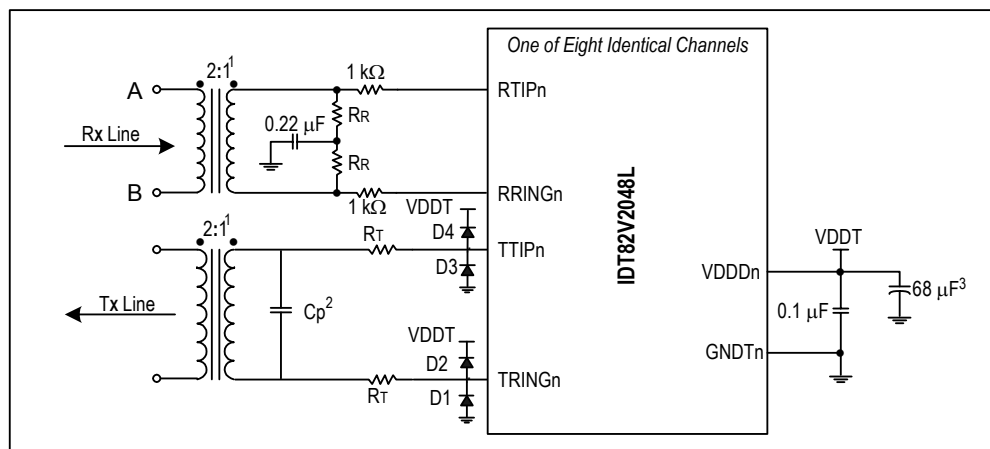 One of Eight Identical Channels
2:1¹
1 kΩ
A
RTIPn
RR
0.22 µF
Rx Line
RR
B
RRINGn
1 kΩ
VDDT
2:1¹
RT
D4
TTIPn
D3
VDDT
IDT82V2048L
VDDDn
68 µF³
Tx Line
Cp²
0.1 µF
VDDT
GNDTn
D2
TRINGn
RT
D1